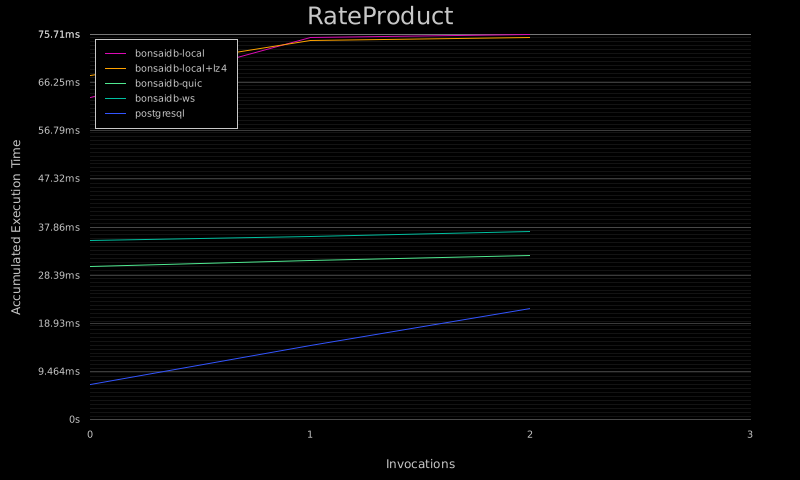 RateProduct
75.71ms
66.25ms
56.79ms
47.32ms
37.86ms
28.39ms
18.93ms
9.464ms
0s
bonsaidb-local
bonsaidb-local+lz4
bonsaidb-quic
bonsaidb-ws
postgresql
Accumulated Execution Time
0
1
2
3
Invocations